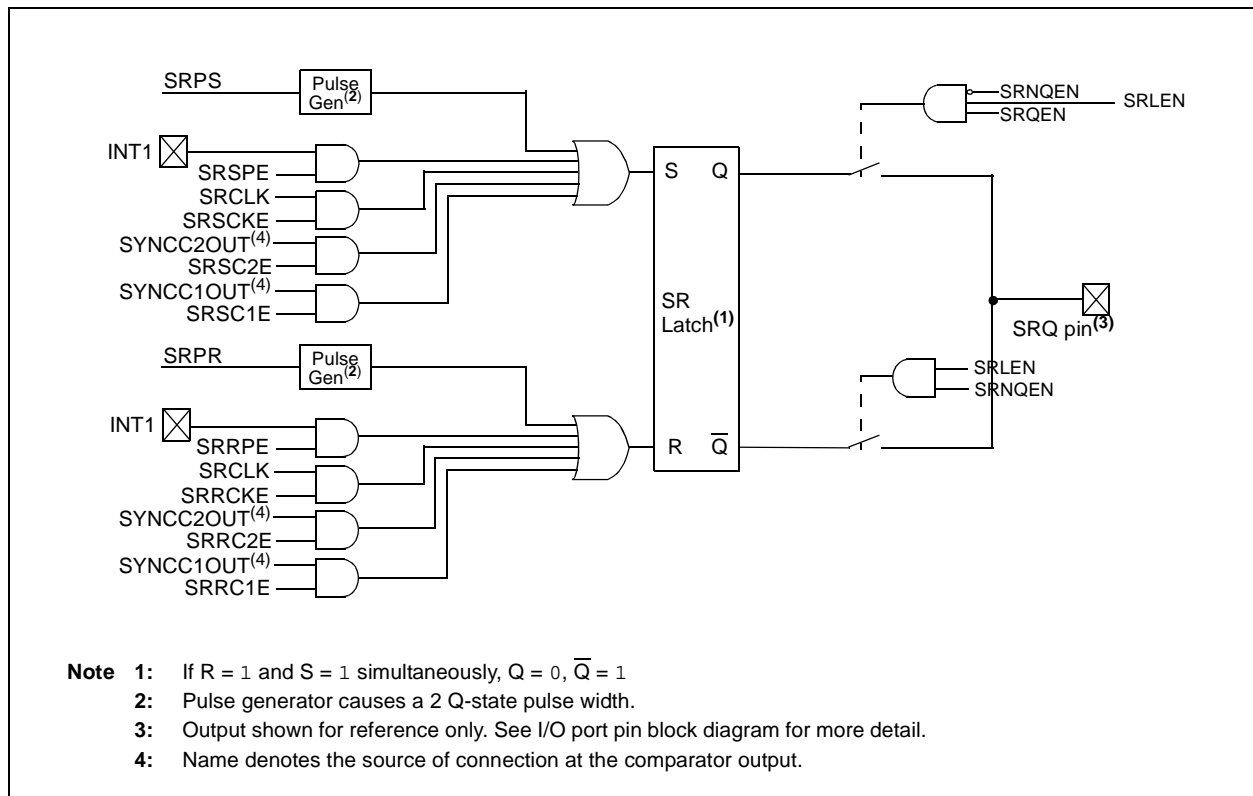 SRPS
Pulse
Gen(2)
INT1
SRSPE
SRCLK
SRSCKE
SYNCC2OUT(4)
SRSC2E
SYNCC1OUT(4)
SRSC1E
SRPR
Pulse
Gen(2)
INT1
SRRPE
SRCLK
SRRCKE
SYNCC2OUT(4)
SRRC2E
SYNCC1OUT(4)
SRRC1E
S Q
SR
Latch(1)
R Q̅
SRNQEN
SRLEN
SRQEN
SRQ pin(3)
SRLEN
SRNQEN
Note 1: If R = 1 and S = 1 simultaneously, Q = 0, Q̅ = 1
2: Pulse generator causes a 2 Q-state pulse width.
3: Output shown for reference only. See I/O port pin block diagram for more detail.
4: Name denotes the source of connection at the comparator output.